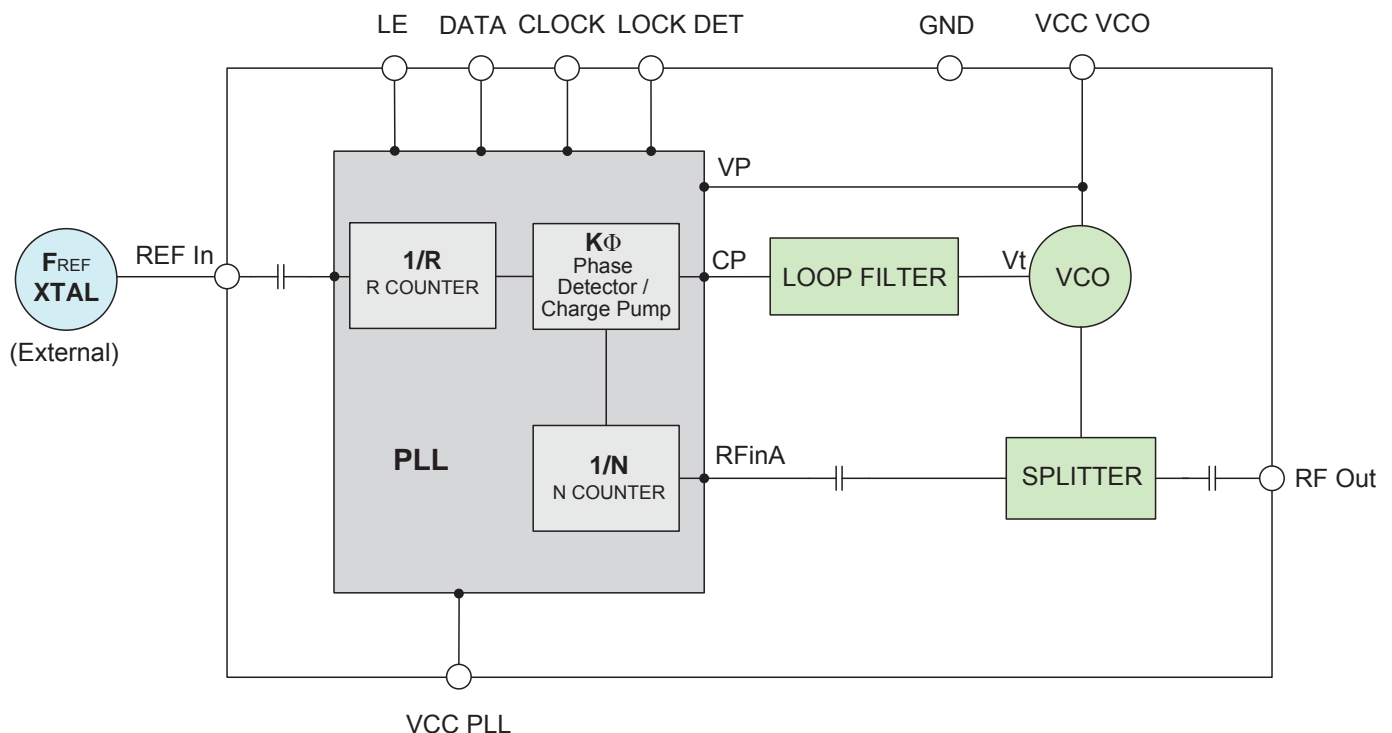 LE
DATA
CLOCK
LOCK DET
GND
VCC VCO
VP
REF In
FREF
XTAL
(External)
1/R
R COUNTER
KΦ
Phase
Detector /
Charge Pump
CP
LOOP FILTER
Vt
VCO
PLL
1/N
N COUNTER
RFinA
SPLITTER
RF Out
VCC PLL